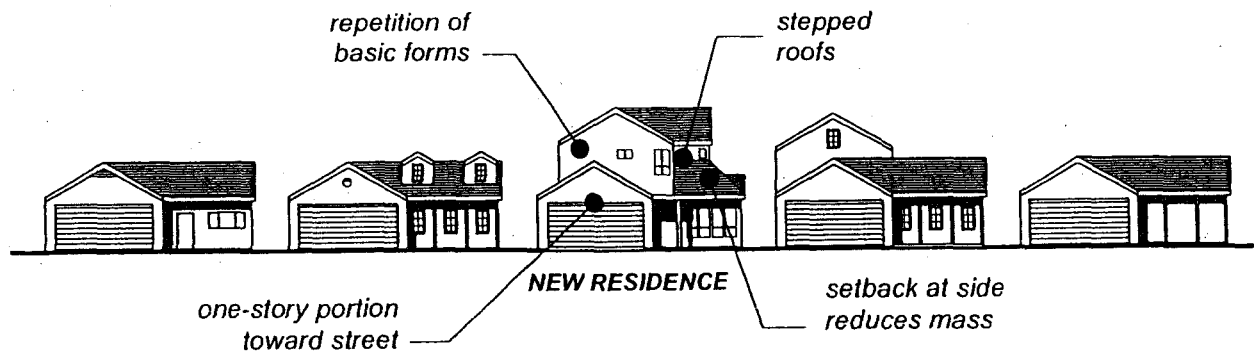 repetition of
basic forms
stepped
roofs
NEW RESIDENCE
one-story portion
toward street
setback at side
reduces mass